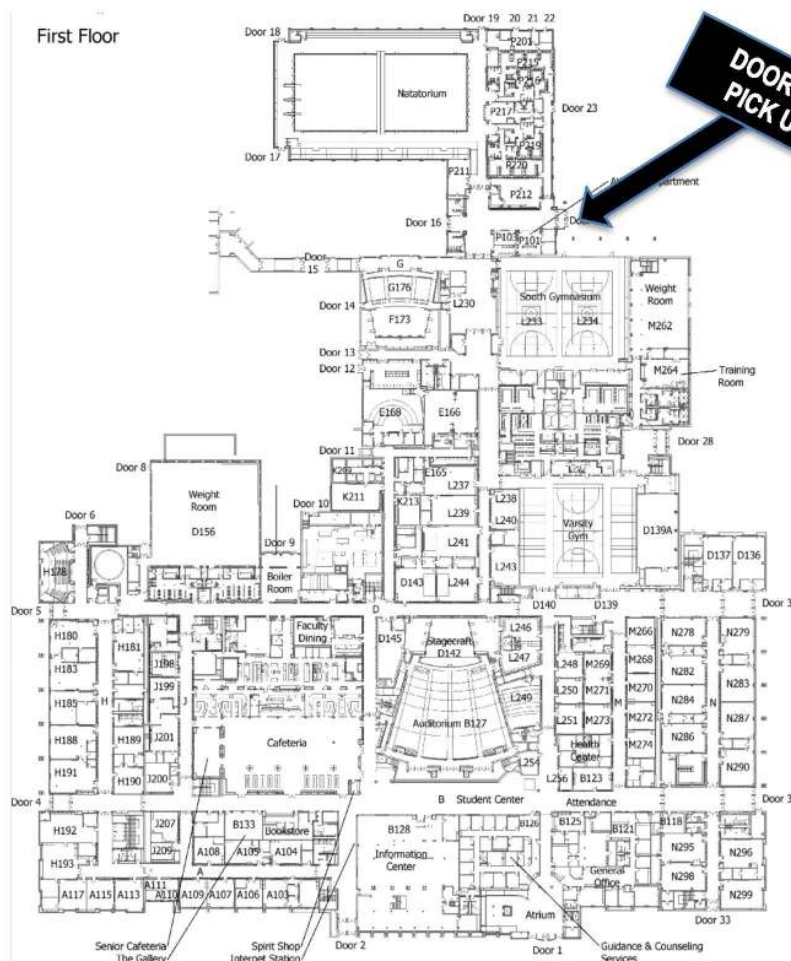 First Floor
Door 19 20 21 22
Door 18
P201
DOOR
PICK U
P215
P216
Natatorium
P217
Door 23
P219
P220
Door 17
P211
P212
Door 16
P103
P101
Door 15
G
G176
L230
South Gymnasium
Weight Room
Door 14
F173
L233
L234
M262
Door 13
Door 12
M264
Training Room
E168
E166
Door 11
Door 28
Door 8
E165
L237
Weight Room
K211
K213
L238
Varsity Gym
D156
Door 10
L239
L240
D139A
Door 6
Door 9
L241
H178
Boiler Room
L243
D137
D136
D143
L244
Door 5
D
D140
D139
Door 3
H180
H181
Faculty Dining
D145
Stagecraft
D142
L246
M266
N278
N279
J198
L247
L248
M269
M268
H183
J199
N282
N283
L250
M271
M270
H185
H
J
L249
N284
M
N
J201
Auditorium B127
L251
M273
M272
N287
H188
H189
Cafeteria
Health Center
N286
M274
H191
J200
L254
N290
H190
L256
B123
Door 4
B Student Center
Attendance
Door 3
H192
J207
B133
Bookstore
B128
B126
B125
B121
B118
J209
A108
A105
A104
Information Center
N295
N296
H193
A
General Office
N298
A117
A115
A113
A111
A110
A109
A107
A106
A103
Atrium
N299
Door 33
Senior Cafeteria
Spirit Shop
Door 2
Door 1
Guidance & Counseling
The Gallery
Internet Station
Services